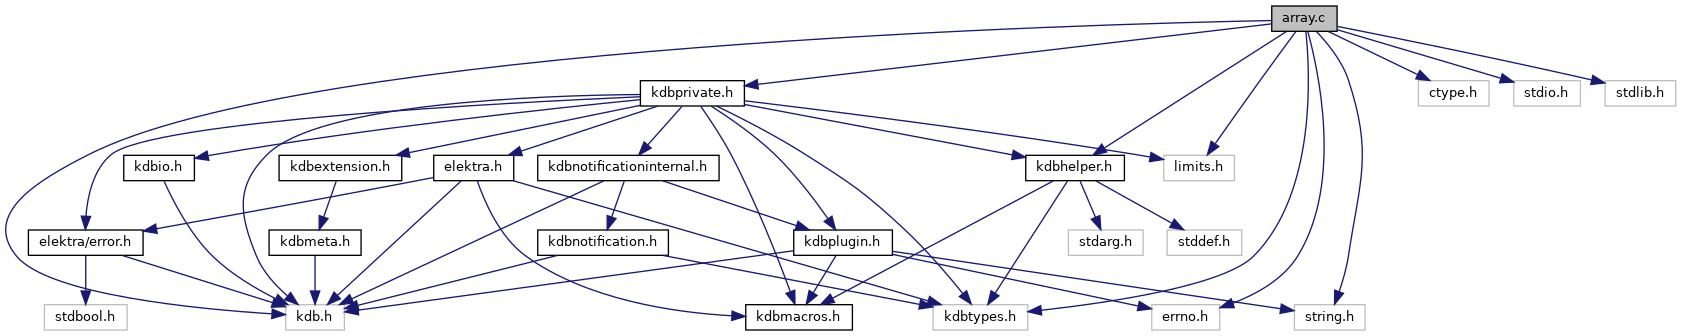 array.c
kdbprivate.h
ctype.h
stdio.h
stdlib.h
kdbio.h
kdbextension.h
elektra.h
kdbnotificationinternal.h
kdbhelper.h
limits.h
elektra/error.h
kdbmeta.h
kdbnotification.h
kdbplugin.h
stdarg.h
stddef.h
stdbool.h
kdb.h
kdbmacros.h
kdbtypes.h
errno.h
string.h